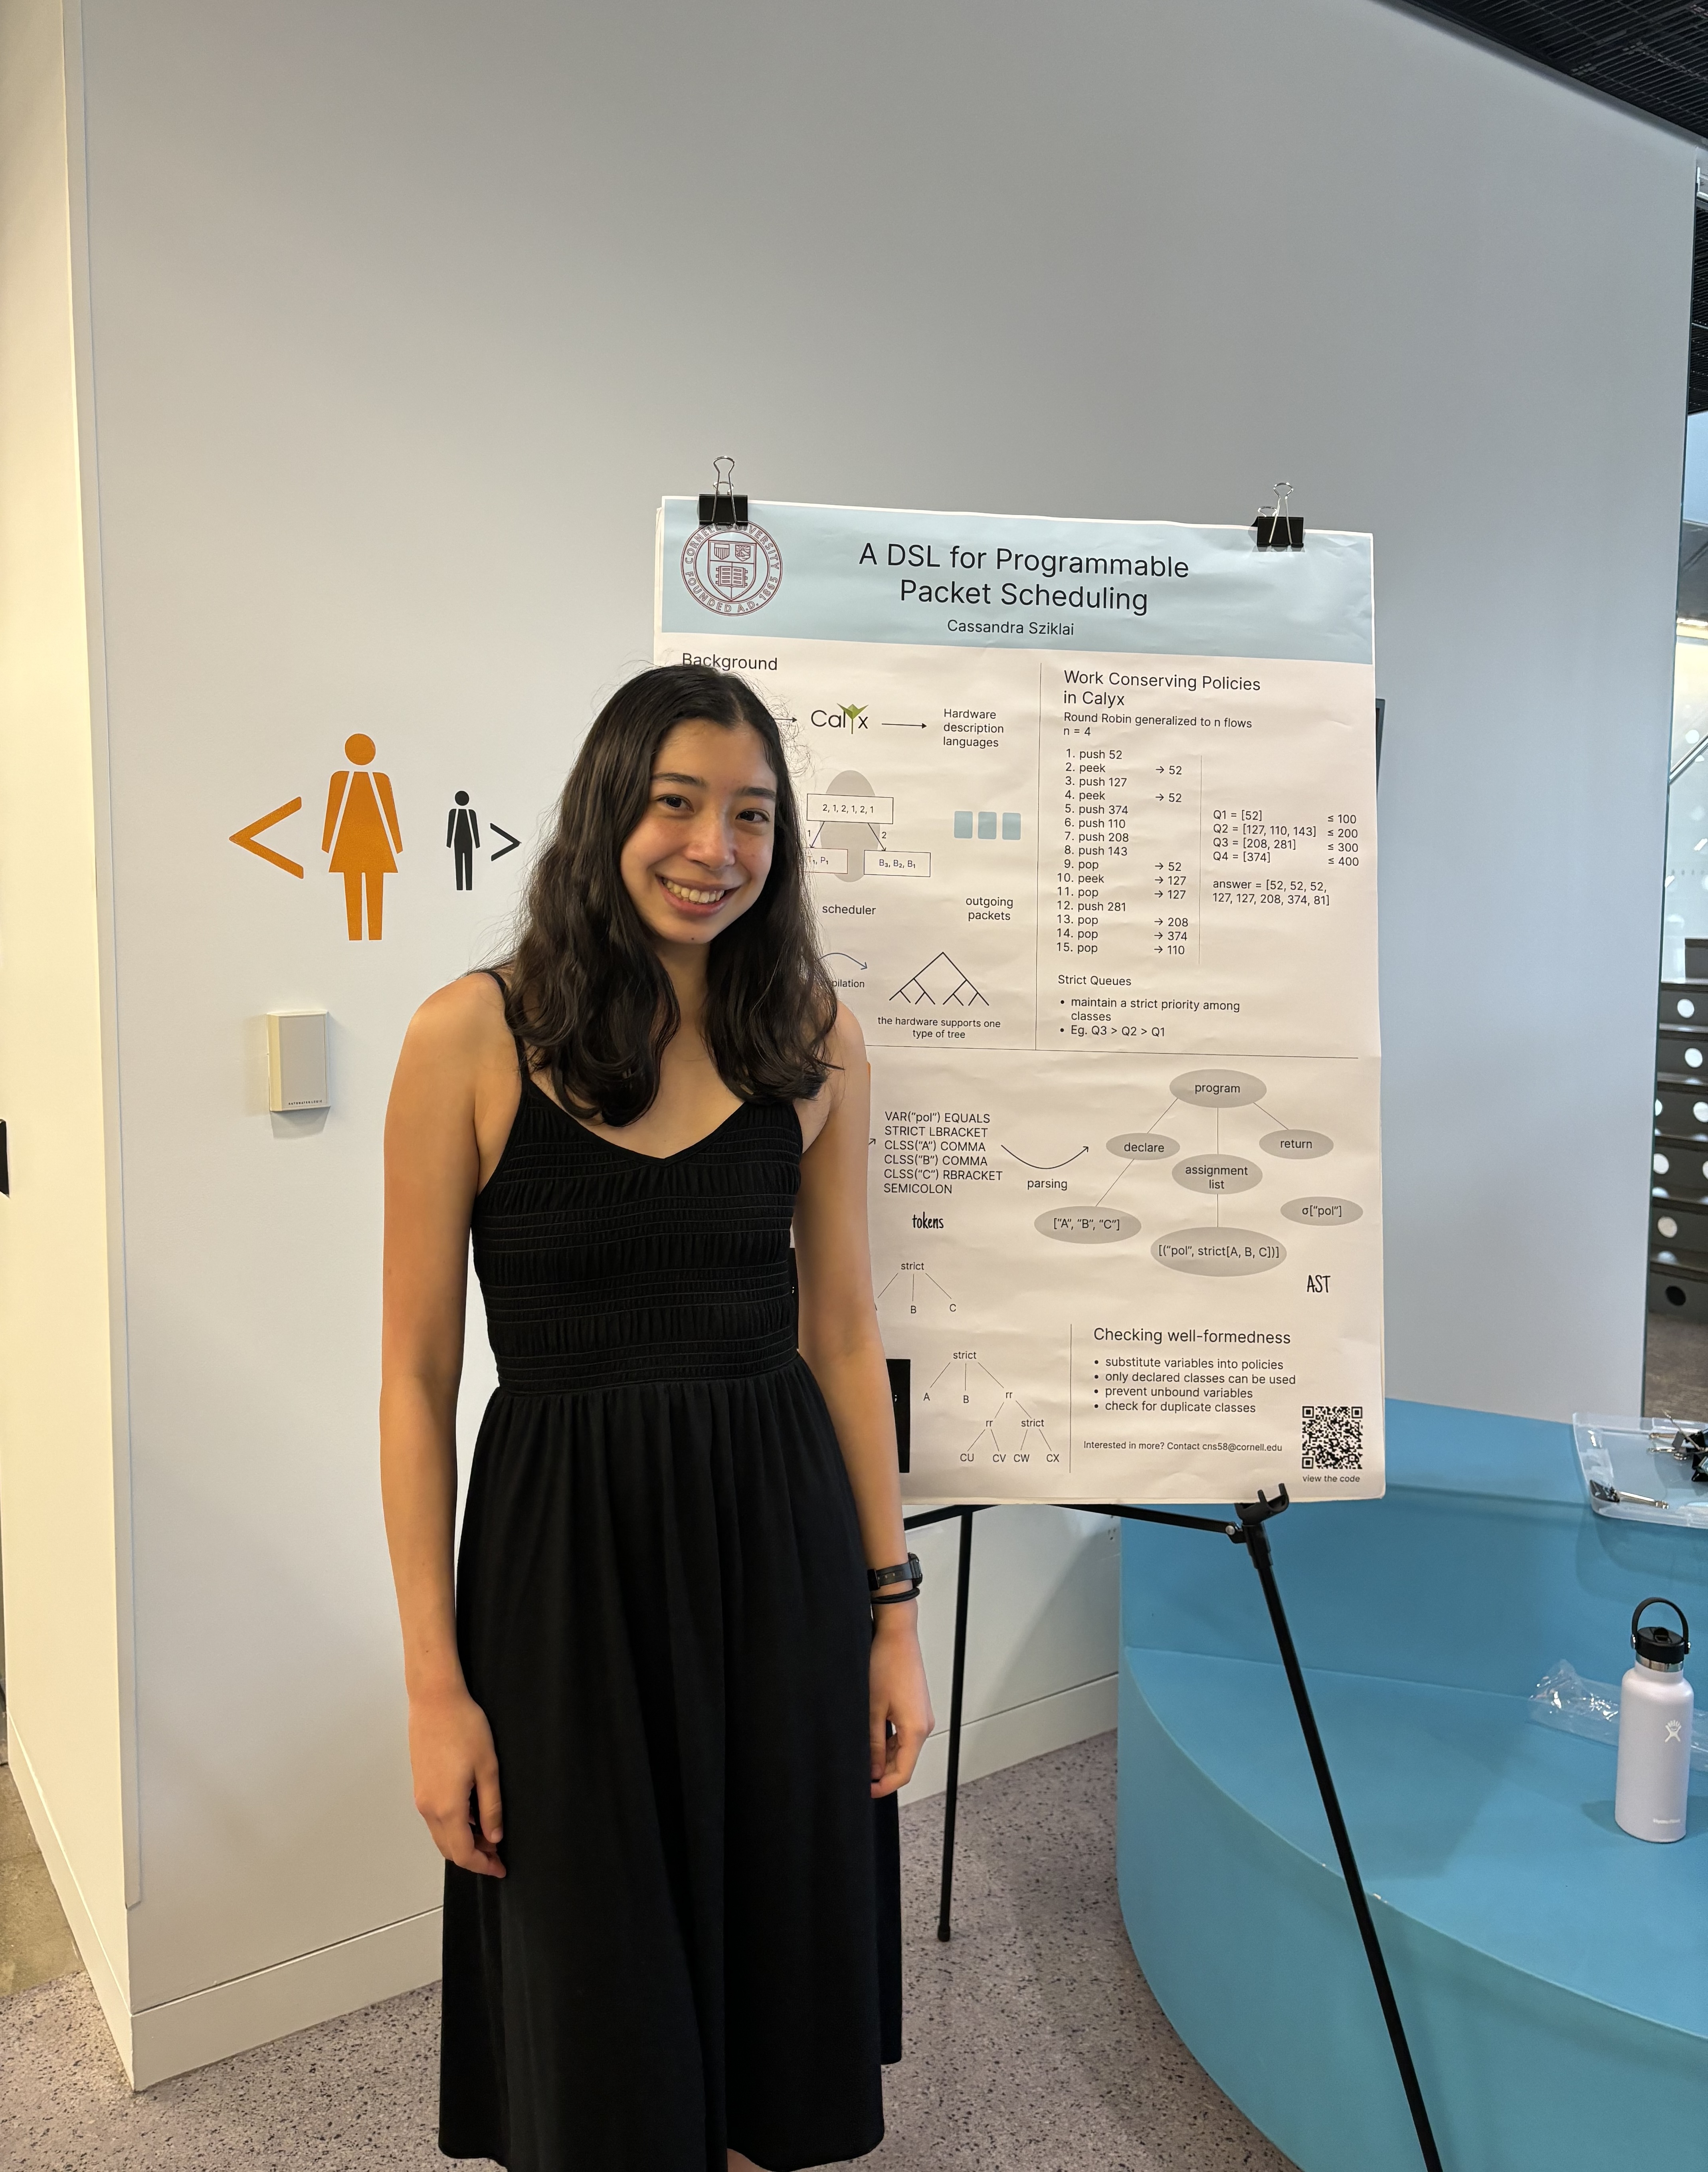 CORNELL UNIVERSITY
FOUNDED A.D. 1865
A DSL for Programmable
Packet Scheduling
Cassandra Sziklai
Background
Calyx
Hardware
description
languages
2, 1, 2, 1, 2, 1
1
2
P₁
B₃, B₂, B₁
scheduler
outgoing
packets
the hardware supports one
type of tree
Work Conserving Policies
in Calyx
Round Robin generalized to n flows
n = 4
1. push 52
2. peek → 52
3. push 127
4. peek → 52
5. push 374
6. push 110
7. push 208
8. push 143
9. pop → 52
10. peek → 127
11. pop → 127
12. push 281
13. pop → 208
14. pop → 374
15. pop → 110
Q1 = [52] ≤ 100
Q2 = [127, 110, 143] ≤ 200
Q3 = [208, 281] ≤ 300
Q4 = [374] ≤ 400
answer = [52, 52, 52,
127, 127, 208, 374, 81]
Strict Queues
• maintain a strict priority among
classes
• Eg. Q3 > Q2 > Q1
VAR("pol") EQUALS
STRICT LBRACKET
CLSS("A") COMMA
CLSS("B") COMMA
CLSS("C") RBRACKET
SEMICOLON
tokens
parsing
program
declare
return
assignment
list
["A", "B", "C"]
σ["pol"]
[("pol", strict[A, B, C])]
AST
strict
B C
strict
A B rr
rr strict
CU CV CW CX
Checking well-formedness
• substitute variables into policies
• only declared classes can be used
• prevent unbound variables
• check for duplicate classes
Interested in more? Contact cns58@cornell.edu
view the code
AUTOMATEDLOGIC